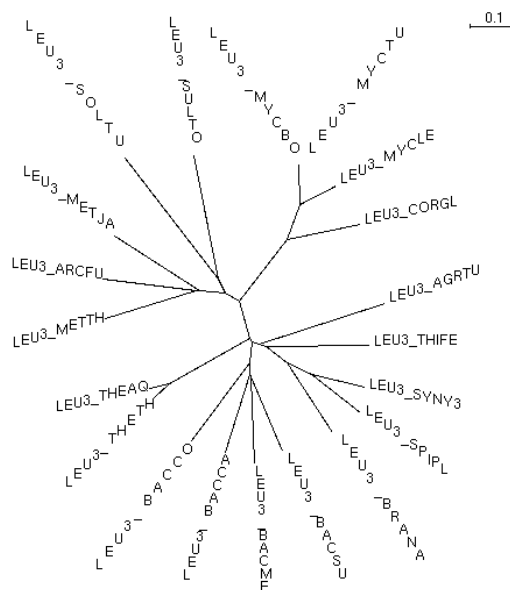 0.1
LEU3_SOLTU
LEU3_SULTO
LEU3_MYCBO
LEU3_MYCTU
LEU3_MYCLE
LEU3_CORGL
LEU3_METJA
LEU3_ARCFU
LEU3_METTH
LEU3_AGRTU
LEU3_THIFE
LEU3_SYNY3
LEU3_SPIPL
LEU3_THEAQ
LEU3_THETH
LEU3_BACCO
LEU3_BACCA
LEU3_BACME
LEU3_BACSU
LEU3_BRANA